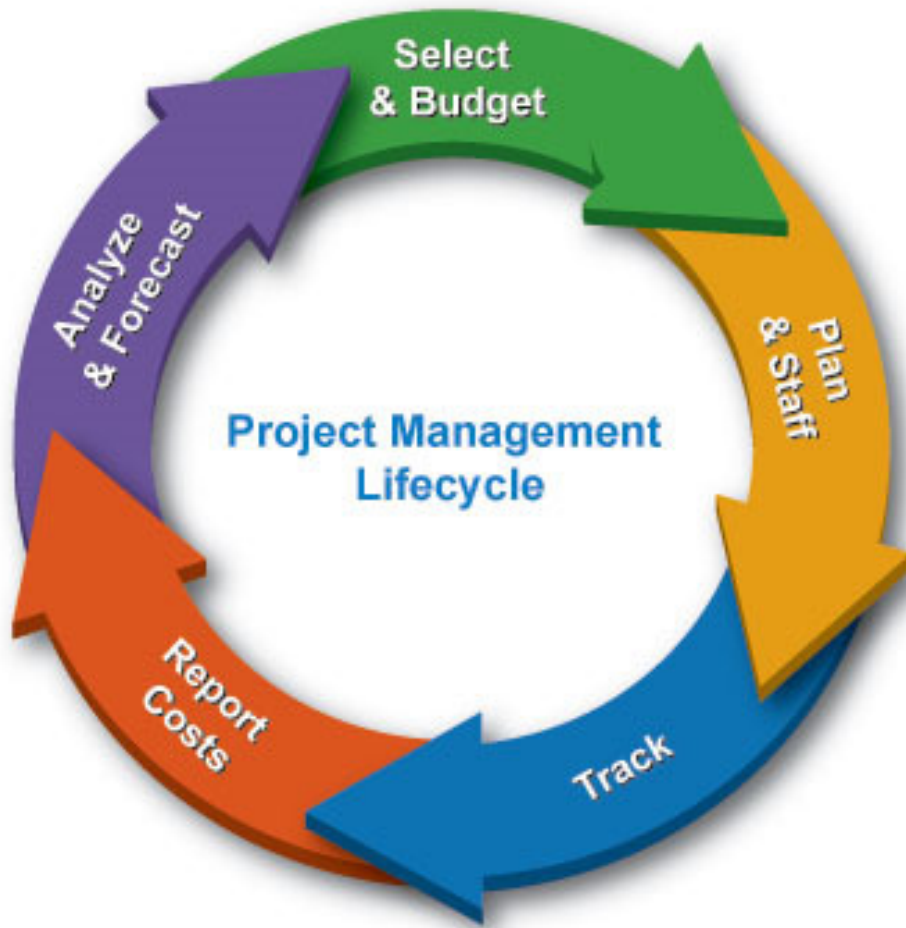 Select
& Budget
Plan
& Staff
Track
Report
Costs
Analyze
& Forecast
Project Management
Lifecycle